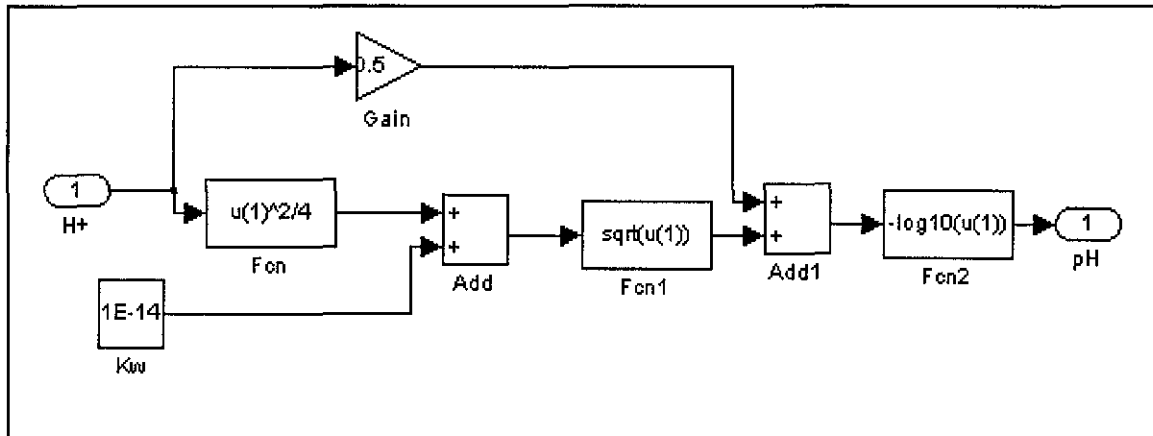 0.5
Gain
1
H+
u(1)^2/4
Fcn
1E-14
Kw
+
+
Add
sqrt(u(1))
Fcn1
+
+
Add1
-log10(u(1))
Fcn2
1
pH